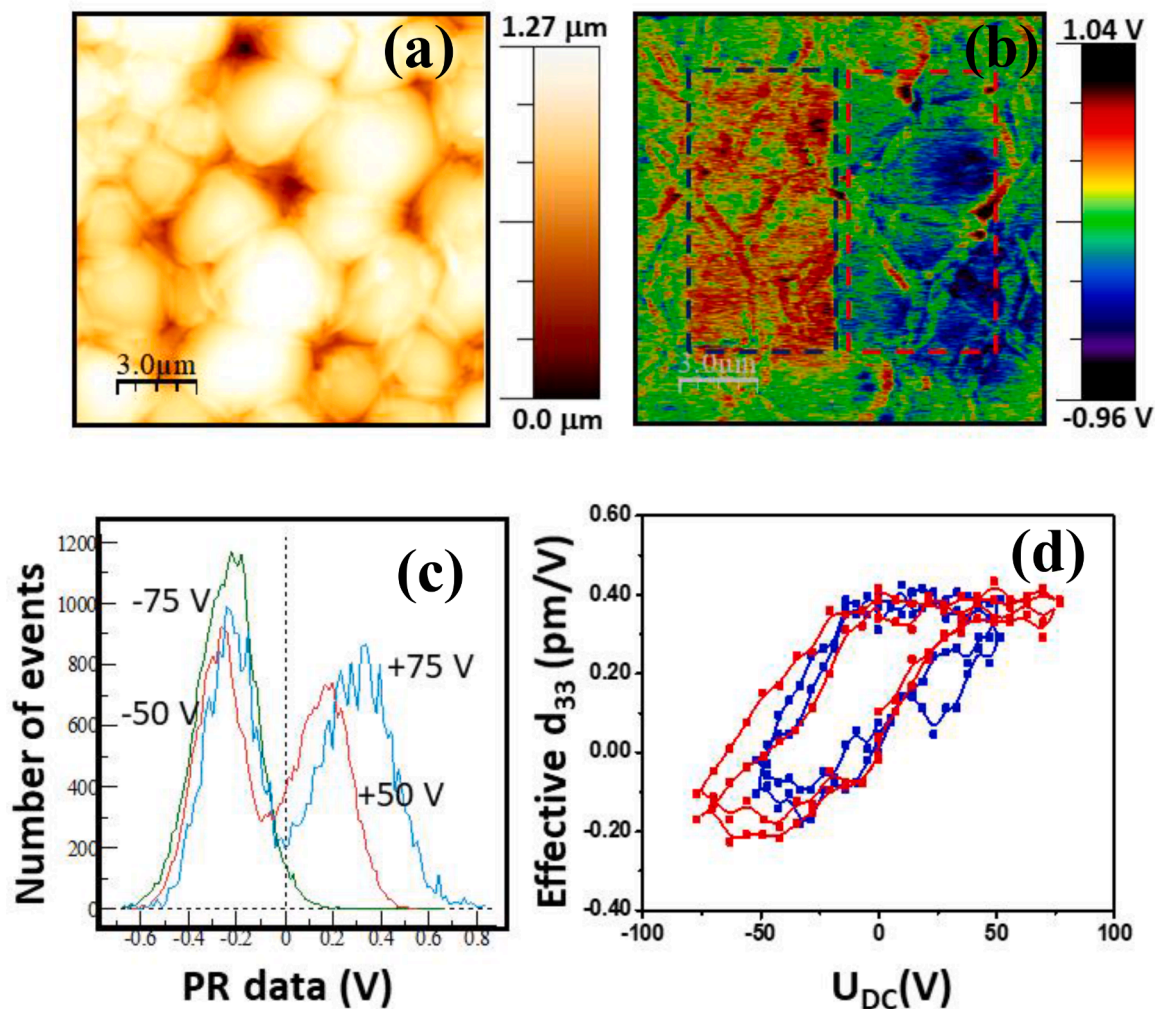 1.27 µm
(a)
3.0µm
0.0 µm
1.04 V
(b)
3.0µm
-0.96 V
Number of events
1200
1000
800
600
400
200
0
(c)
-75 V
+75 V
-50 V
+50 V
-0.6 -0.4 -0.2 0 0.2 0.4 0.6 0.8
PR data (V)
Effective d33 (pm/V)
0.60
0.40
0.20
0.00
-0.20
-0.40
(d)
-100 -50 0 50 100
UDC(V)